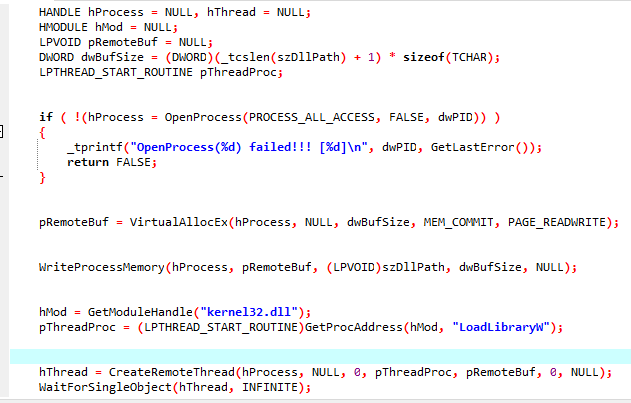 HANDLE hProcess = NULL, hThread = NULL;
HMODULE hMod = NULL;
LPVOID pRemoteBuf = NULL;
DWORD dwBufSize = (DWORD)(_tcslen(szDllPath) + 1) * sizeof(TCHAR);
LPTHREAD_START_ROUTINE pThreadProc;
if ( !(hProcess = OpenProcess(PROCESS_ALL_ACCESS, FALSE, dwPID)) )
{
_tprintf("OpenProcess(%d) failed!!! [%d]\n", dwPID, GetLastError());
return FALSE;
}
pRemoteBuf = VirtualAllocEx(hProcess, NULL, dwBufSize, MEM_COMMIT, PAGE_READWRITE);
WriteProcessMemory(hProcess, pRemoteBuf, (LPVOID)szDllPath, dwBufSize, NULL);
hMod = GetModuleHandle("kernel32.dll");
pThreadProc = (LPTHREAD_START_ROUTINE)GetProcAddress(hMod, "LoadLibraryW");
hThread = CreateRemoteThread(hProcess, NULL, 0, pThreadProc, pRemoteBuf, 0, NULL);
WaitForSingleObject(hThread, INFINITE);